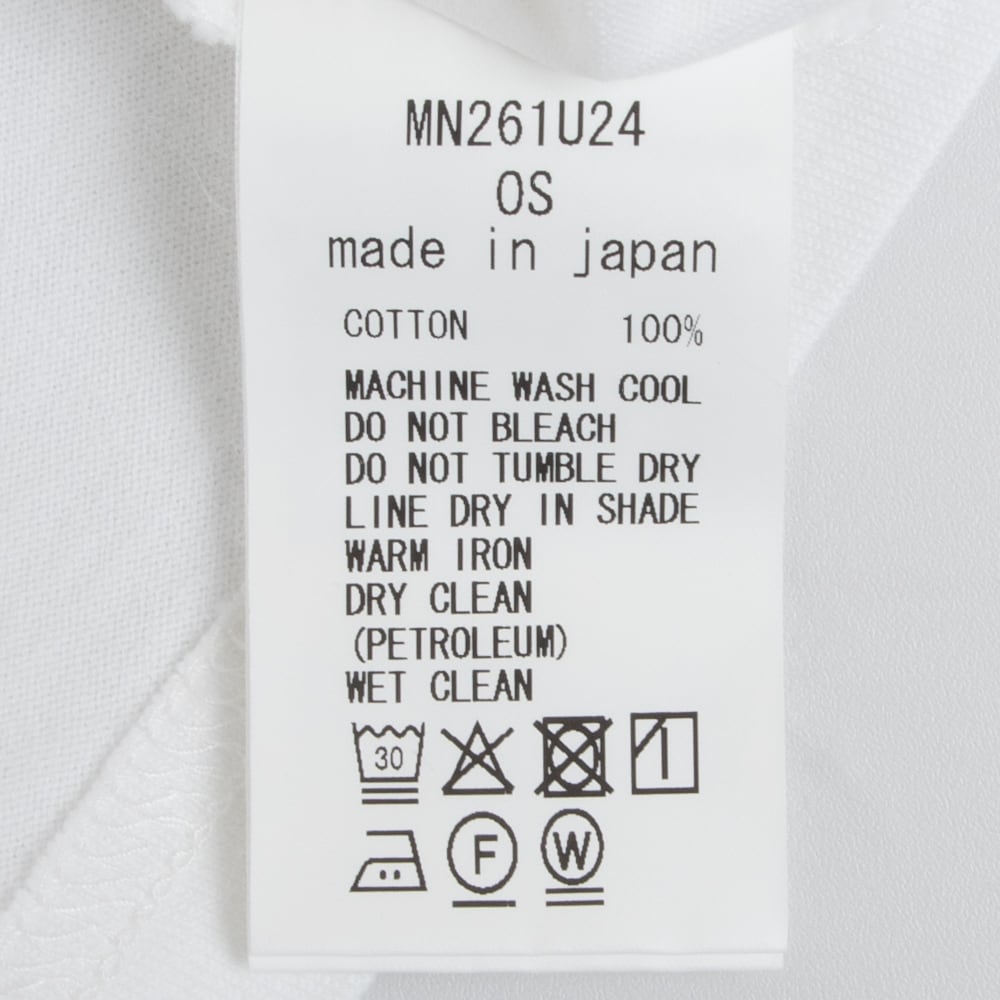 MN261U24
OS
made in japan
COTTON 100%
MACHINE WASH COOL
DO NOT BLEACH
DO NOT TUMBLE DRY
LINE DRY IN SHADE
WARM IRON
DRY CLEAN
(PETROLEUM)
WET CLEAN
30
F W